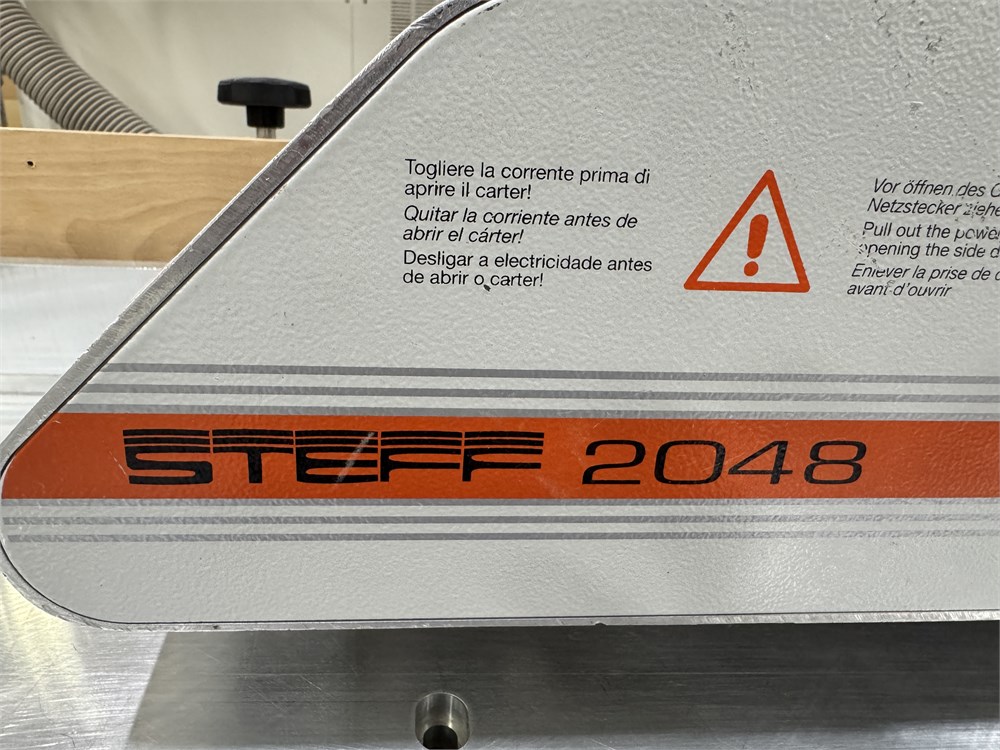 Togliere la corrente prima di
aprire il carter!
Quitar la corriente antes de
abrir el cárter!
Desligar a electricidade antes
de abrir o carter!
Vor öffnen des
Netzstecker
Pull out the
opening the side
Enlever la prise de
avant d'ouvrir
STEFF 2048